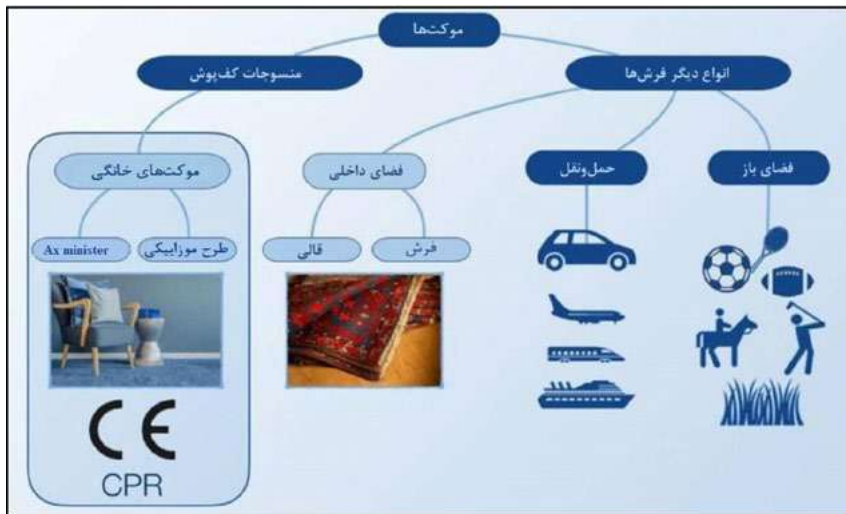 موکت‌ها
انواع دیگر فرش‌ها
منسوجات کف‌پوش
فضای باز
حمل‌ونقل
فضای داخلی
موکت‌های خانگی
فرش
قالی
طرح موزاییکی
Ax minister
CE
CPR